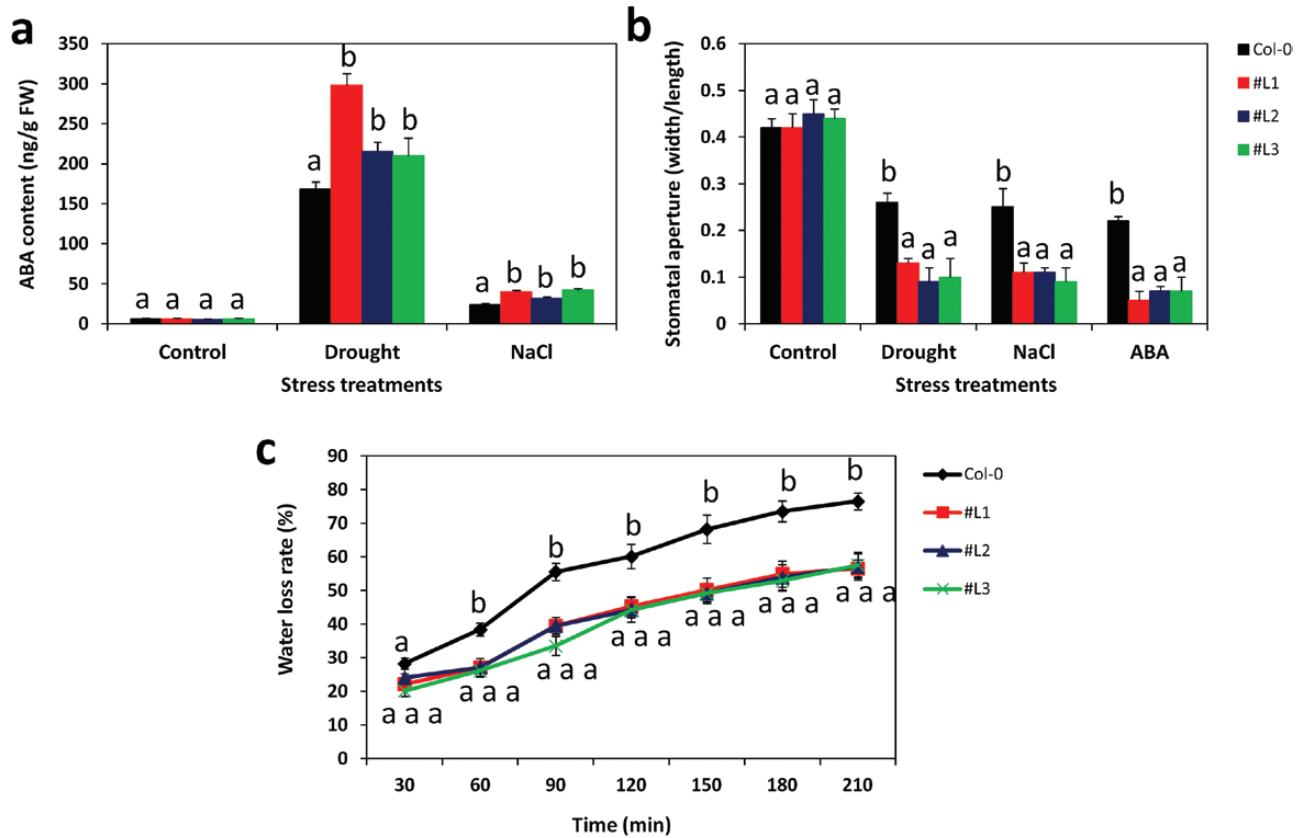 a
ABA content (ng/g FW)
350
300
250
200
150
100
50
0
a a a a
a b b b
a b b b
Control Drought NaCl
Stress treatments
b
Stomatal aperture (width/length)
0.6
0.5
0.4
0.3
0.2
0.1
0
a a a a
b a a a
b a a a
b a a a
Control Drought NaCl ABA
Stress treatments
Col-0
#L1
#L2
#L3
c
Water loss rate (%)
90
80
70
60
50
40
30
20
10
0
a b b b b b b
a a a a a a a a a a a a a a a a a a a a a
30 60 90 120 150 180 210
Time (min)
Col-0
#L1
#L2
#L3